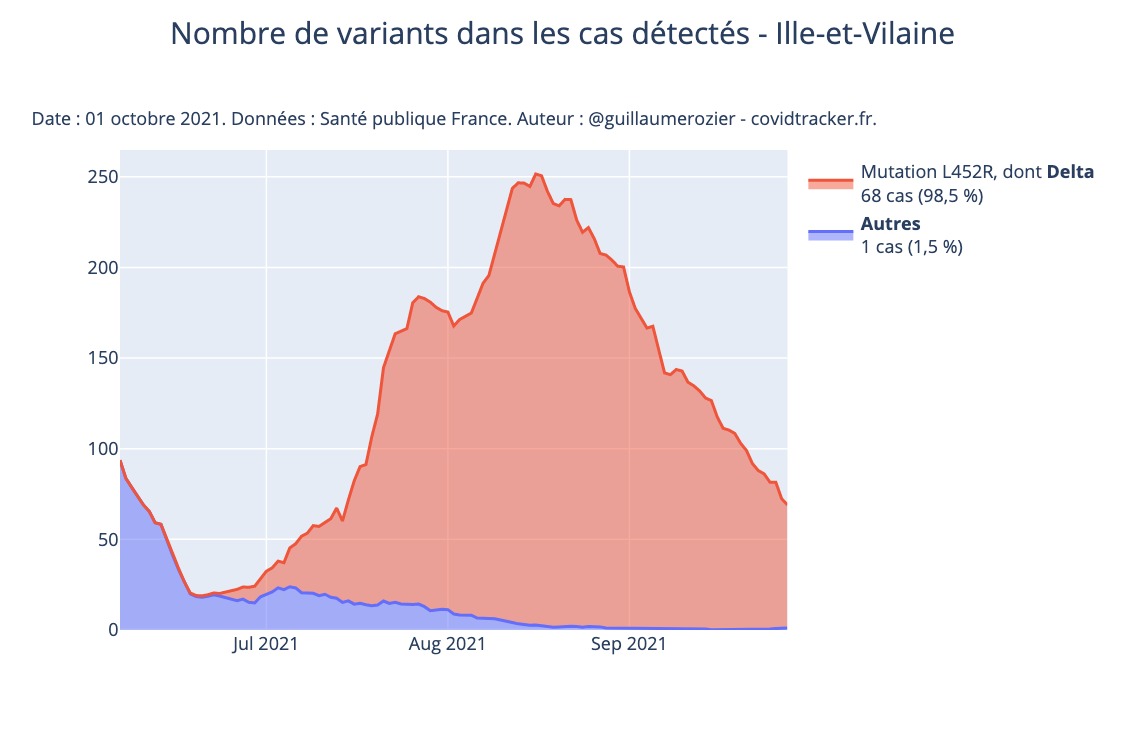 Nombre de variants dans les cas détectés - Ille-et-Vilaine
Date : 01 octobre 2021. Données : Santé publique France. Auteur : @guillaumerozier - covidtracker.fr.
250
200
150
100
50
0
Jul 2021
Aug 2021
Sep 2021
Mutation L452R, dont Delta
68 cas (98,5 %)
Autres
1 cas (1,5 %)